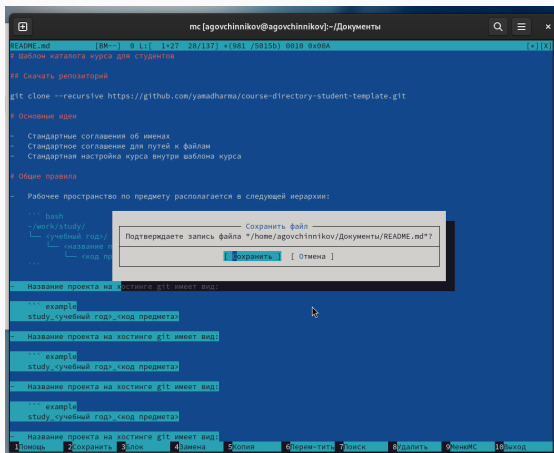 mc [agovchinnikov@agovchinnikov]:~/Документы
README.md [BM--] 0 L:[ 1+27 28/137] *(981 /5015b) 0010 0x00A [*][X]
# Шаблон каталога курса для студентов
## Скачать репозиторий
git clone --recursive https://github.com/yamadharma/course-directory-student-template.git
# Основные идеи
- Стандартные соглашения об именах
- Стандартное соглашение для путей к файлам
- Стандартная настройка курса внутри шаблона курса
# Общие правила
- Рабочее пространство по предмету располагается в следующей иерархии:
``` bash
~/work/study/
└── <учебный год>/
└── <название п
└── <код пр
```
Сохранить файл
Подтверждаете запись файла "/home/agovchinnikov/Документы/README.md"?
[ Сохранить ] [ Отмена ]
- Название проекта на хостинге git имеет вид:
``` example
study_<учебный год>_<код предмета>
- Название проекта на хостинге git имеет вид:
``` example
study_<учебный год>_<код предмета>
- Название проекта на хостинге git имеет вид:
``` example
study_<учебный год>_<код предмета>
- Название проекта на хостинге git имеет вид:
1Помощь 2Сохранить 3Блок 4Замена 5Копия 6Перем~тить 7Поиск 8Удалить 9МенюMC 10Выход